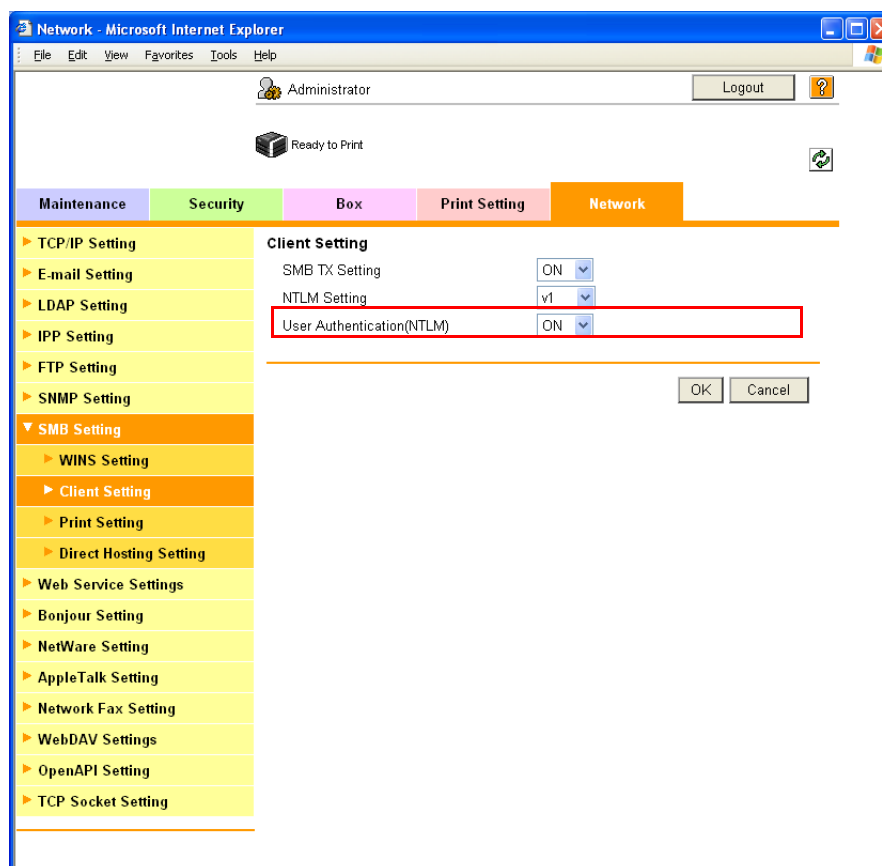 Network - Microsoft Internet Explorer
File Edit View Favorites Tools Help
Administrator
Logout
?
Ready to Print
Maintenance Security Box Print Setting Network
TCP/IP Setting
E-mail Setting
LDAP Setting
IPP Setting
FTP Setting
SNMP Setting
SMB Setting
WINS Setting
Client Setting
Print Setting
Direct Hosting Setting
Web Service Settings
Bonjour Setting
NetWare Setting
AppleTalk Setting
Network Fax Setting
WebDAV Settings
OpenAPI Setting
TCP Socket Setting
Client Setting
SMB TX Setting ON
NTLM Setting v1
User Authentication(NTLM) ON
OK Cancel